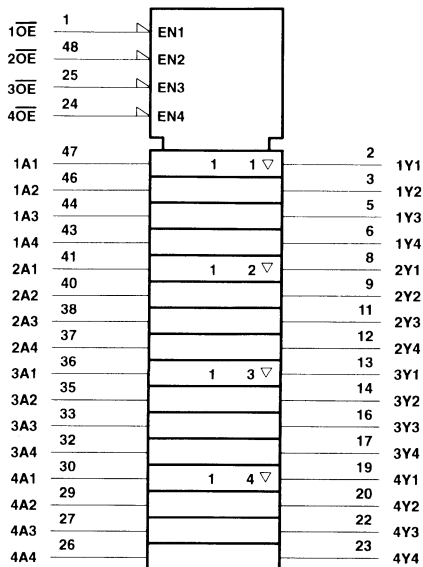 1O̅E̅ 1 EN1
2O̅E̅ 48 EN2
3O̅E̅ 25 EN3
4O̅E̅ 24 EN4
1A1 47 1 1 ▽ 2 1Y1
1A2 46 3 1Y2
1A3 44 5 1Y3
1A4 43 6 1Y4
2A1 41 1 2 ▽ 8 2Y1
2A2 40 9 2Y2
2A3 38 11 2Y3
2A4 37 12 2Y4
3A1 36 1 3 ▽ 13 3Y1
3A2 35 14 3Y2
3A3 33 16 3Y3
3A4 32 17 3Y4
4A1 30 1 4 ▽ 19 4Y1
4A2 29 20 4Y2
4A3 27 22 4Y3
4A4 26 23 4Y4